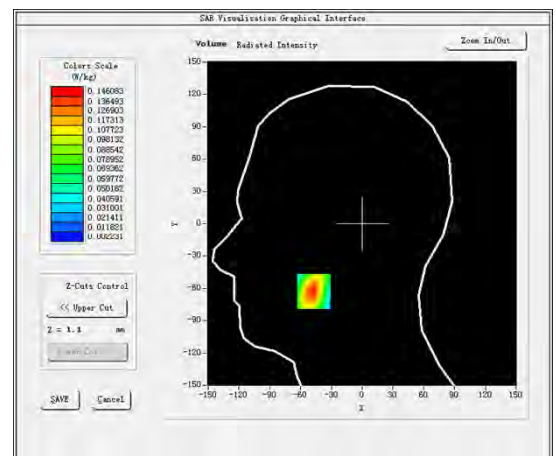 SAR Visualisation Graphical Interface
Volume Radiated Intensity
Zoom In/Out
Colors Scale
(W/kg)
0.146083
0.136493
0.126903
0.117313
0.107723
0.098132
0.088542
0.078952
0.069362
0.059772
0.050182
0.040591
0.031001
0.021411
0.011821
0.002231
150
120
90
60
30
0
-30
-60
-90
-120
-150
Y
-150 -120 -90 -60 -30 0 30 60 90 120 150
X
Z-Cuts Control
<< Upper Cut
Z = 1.1 mm
SAVE Cancel